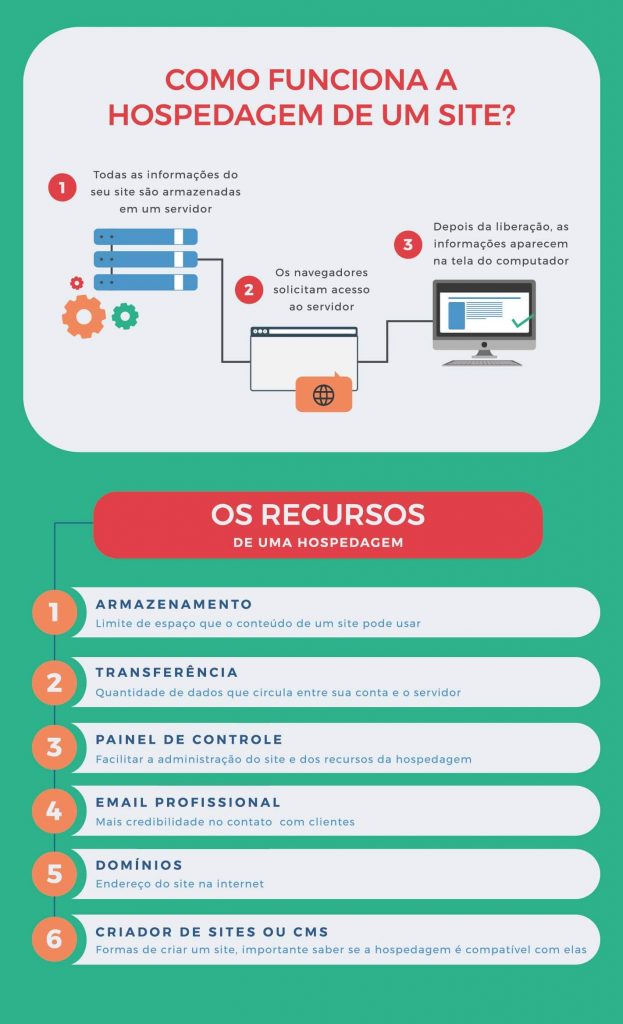 COMO FUNCIONA A
HOSPEDAGEM DE UM SITE?
1
Todas as informações do
seu site são armazenadas
em um servidor
2
Os navegadores
solicitam acesso
ao servidor
3
Depois da liberação, as
informações aparecem
na tela do computador
OS RECURSOS
DE UMA HOSPEDAGEM
1
ARMAZENAMENTO
Limite de espaço que o conteúdo de um site pode usar
2
TRANSFERÊNCIA
Quantidade de dados que circula entre sua conta e o servidor
3
PAINEL DE CONTROLE
Facilitar a administração do site e dos recursos da hospedagem
4
EMAIL PROFISSIONAL
Mais credibilidade no contato com clientes
5
DOMÍNIOS
Endereço do site na internet
6
CRIADOR DE SITES OU CMS
Formas de criar um site, importante saber se a hospedagem é compatível com elas